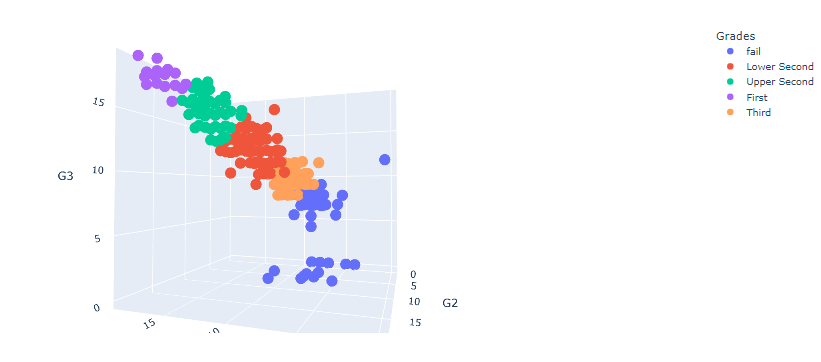 Grades
fail
Lower Second
Upper Second
First
Third
15
10
G3
5
0
15
10
0
5
10
15
G2